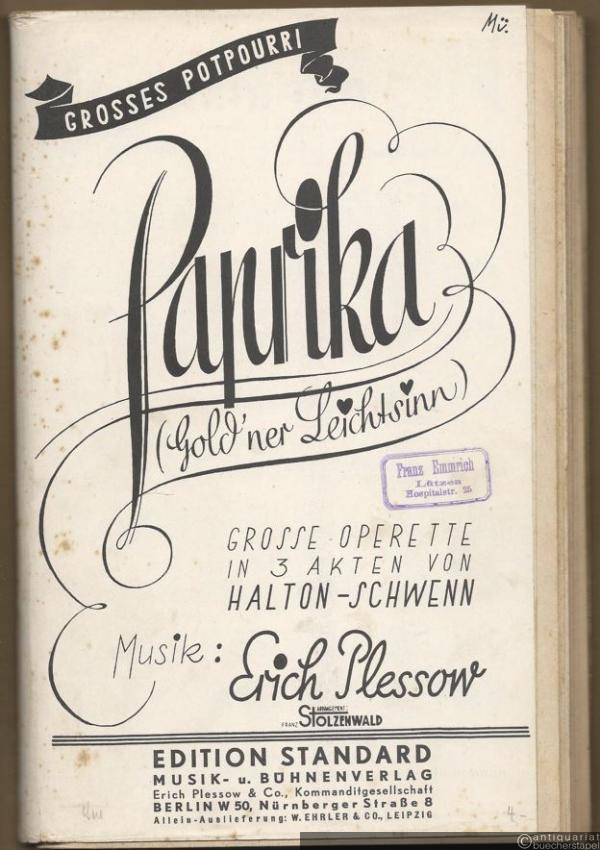 Mü.
GROSSES POTPOURRI
Paprika
(Gold'ner Leichtsinn)
Franz Emmrich
Lützen
Hospitalstr. 25
GROSSE OPERETTE
IN 3 AKTEN VON
HALTON-SCHWENN
Musik: Erich Plessow
ARRANGEMENT:
FRANZ STOLZENWALD
EDITION STANDARD
MUSIK- u. BÜHNENVERLAG
Erich Plessow & Co., Kommanditgesellschaft
BERLIN W 50, Nürnberger Straße 8
Allein-Auslieferung: W. EHRLER & CO., LEIPZIG
4.-
antiquariat
buecherstapel